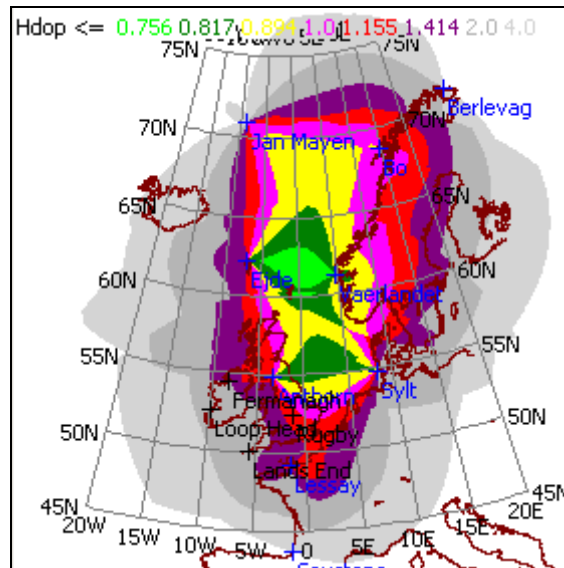 Hdop <= 0.756 0.817 0.894 1.0 1.155 1.414 2.0 4.0
75N 5E 75N
Berlevag
70N Jan Mayen 70N
Bo
65N 65N
60N Ejde Vaerlandet 60N
55N 55N
Sylt
Fermanagh
50N Loop Head Rugby 50N
Lands End
Lessay
45N 45N
20W 15W 10W 5W 0 5E 10E 15E 20E